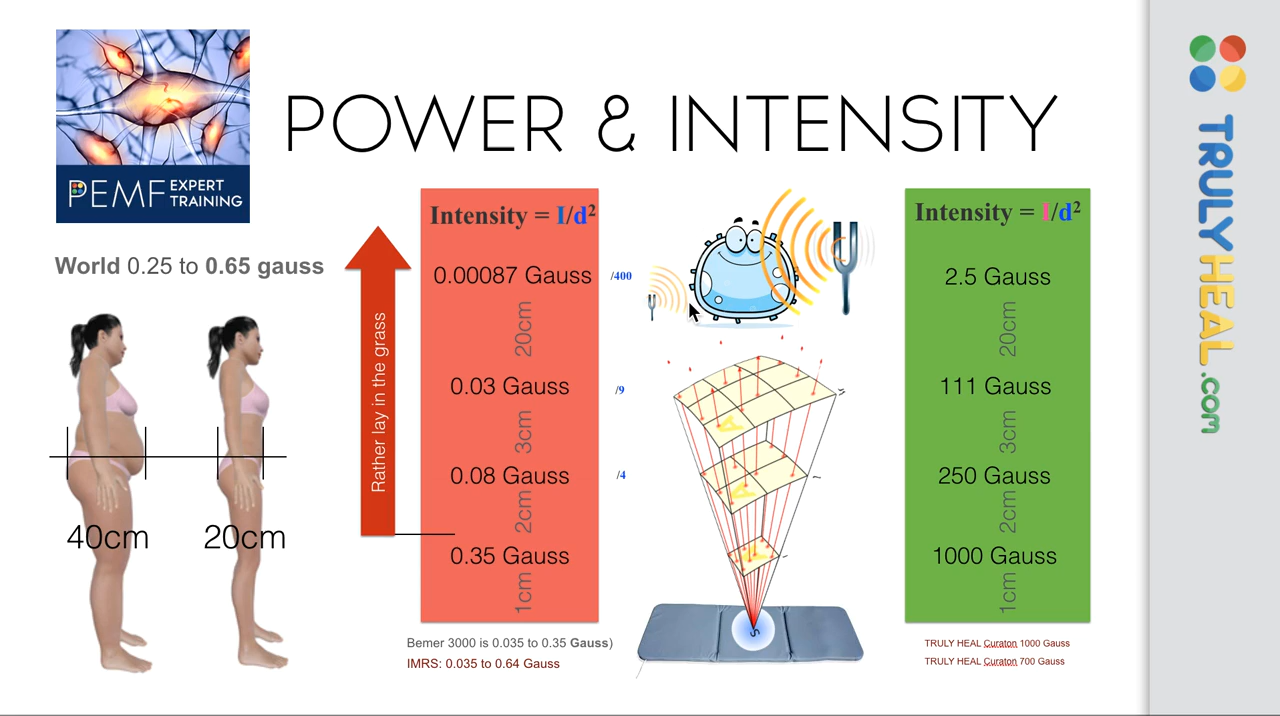 POWER & INTENSITY
PEMF EXPERT TRAINING
World 0.25 to 0.65 gauss
40cm
20cm
Rather lay in the grass
Intensity = I/d²
0.00087 Gauss
20cm
0.03 Gauss
3cm
0.08 Gauss
2cm
0.35 Gauss
1cm
Bemer 3000 is 0.035 to 0.35 Gauss)
IMRS: 0.035 to 0.64 Gauss
/400
/9
/4
A
A
A
S
Intensity = I/d²
2.5 Gauss
20cm
111 Gauss
3cm
250 Gauss
2cm
1000 Gauss
1cm
TRULY HEAL Curaton 1000 Gauss
TRULY HEAL Curaton 700 Gauss
TRULY HEAL.com